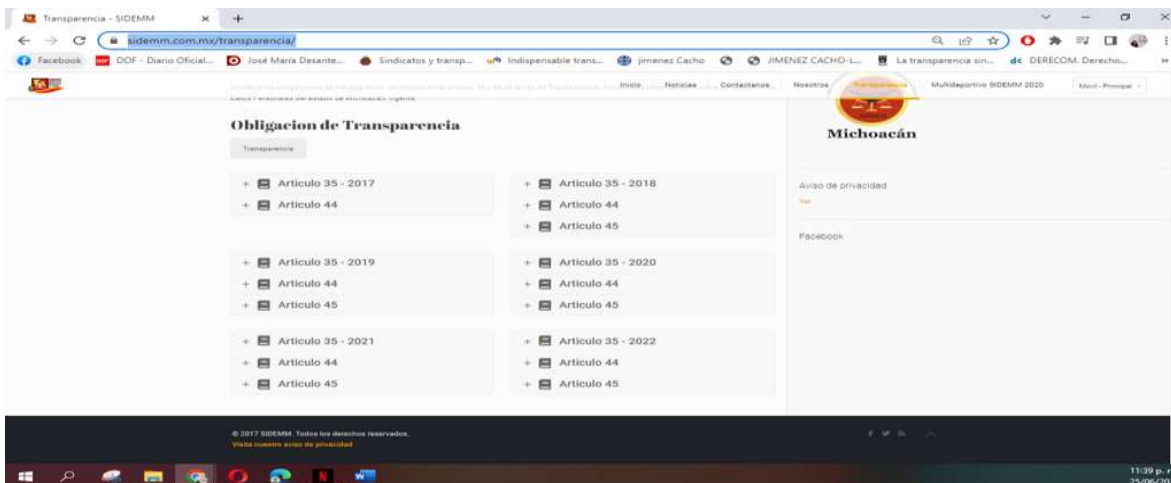 Transparencia - SIDEMM
sidemm.com.mx/transparencia/
Facebook DOF - Diario Oficial... José María Desante... Sindicatos y transp... Indispensable trans... jimenez Cacho JIMENEZ CACHO-L... La transparencia sin... dc DERECOM. Derecho...
Inicio Noticias Contactanos Nosotros Transparencia Multideportivo SIDEMM 2020 Movil - Principal
Obligacion de Transparencia
Transparencia
Articulo 35 - 2017
Articulo 44
Articulo 35 - 2018
Articulo 44
Articulo 45
Articulo 35 - 2019
Articulo 44
Articulo 45
Articulo 35 - 2020
Articulo 44
Articulo 45
Articulo 35 - 2021
Articulo 44
Articulo 45
Articulo 35 - 2022
Articulo 44
Articulo 45
Michoacán
Aviso de privacidad
Ver
Facebook
© 2017 SIDEMM. Todos los derechos reservados.
Visita nuestro aviso de privacidad
11:39 p.